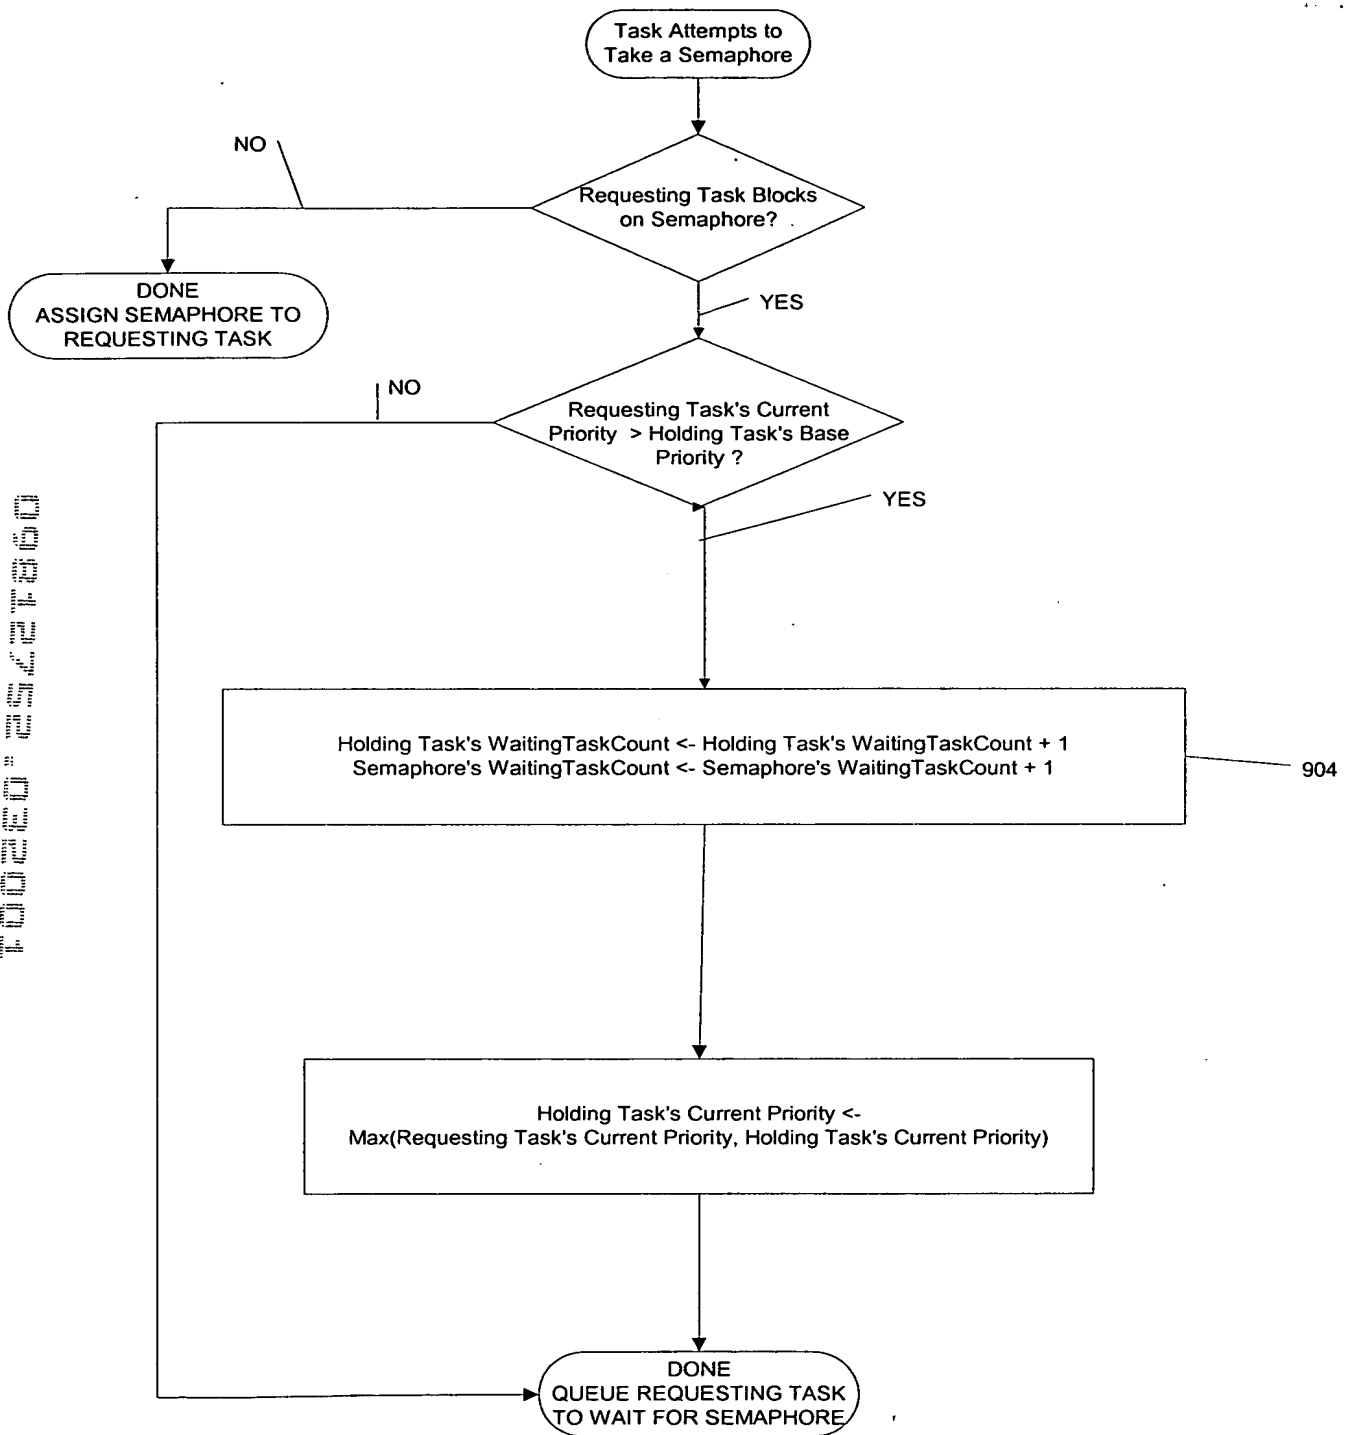 Task Attempts to
Take a Semaphore
NO
Requesting Task Blocks
on Semaphore?
DONE
ASSIGN SEMAPHORE TO
REQUESTING TASK
YES
NO
Requesting Task's Current
Priority > Holding Task's Base
Priority ?
YES
09812752 . 032001
Holding Task's WaitingTaskCount <- Holding Task's WaitingTaskCount + 1
Semaphore's WaitingTaskCount <- Semaphore's WaitingTaskCount + 1
904
Holding Task's Current Priority <-
Max(Requesting Task's Current Priority, Holding Task's Current Priority)
DONE
QUEUE REQUESTING TASK
TO WAIT FOR SEMAPHORE